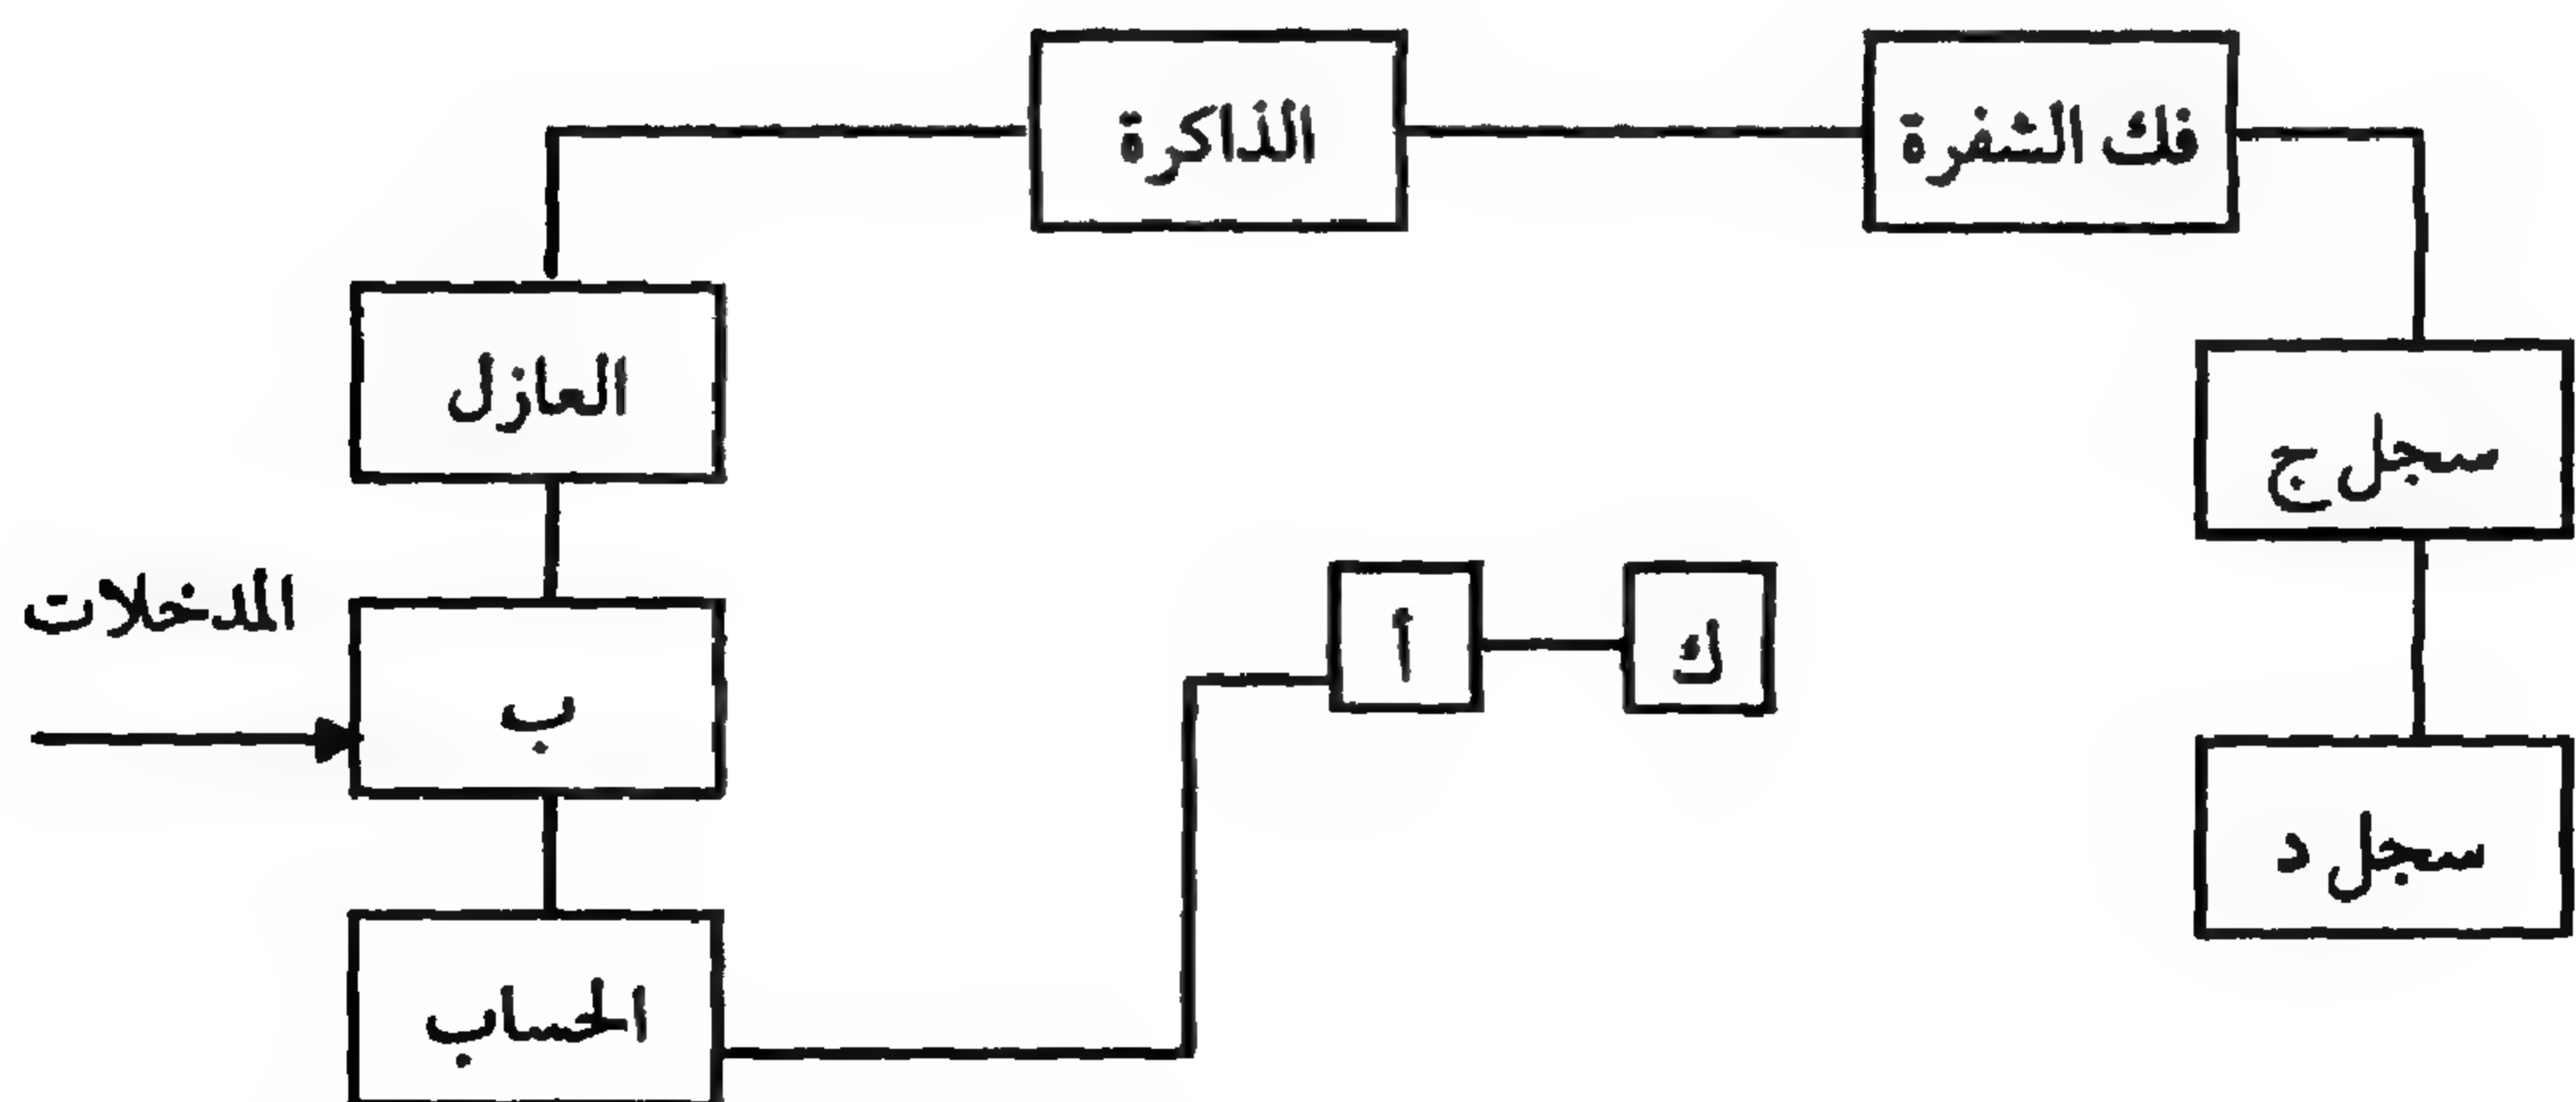 فك الشفرة
الذاكرة
العازل
سجل ج
المدخلات
أ
ك
ب
سجل د
الحساب